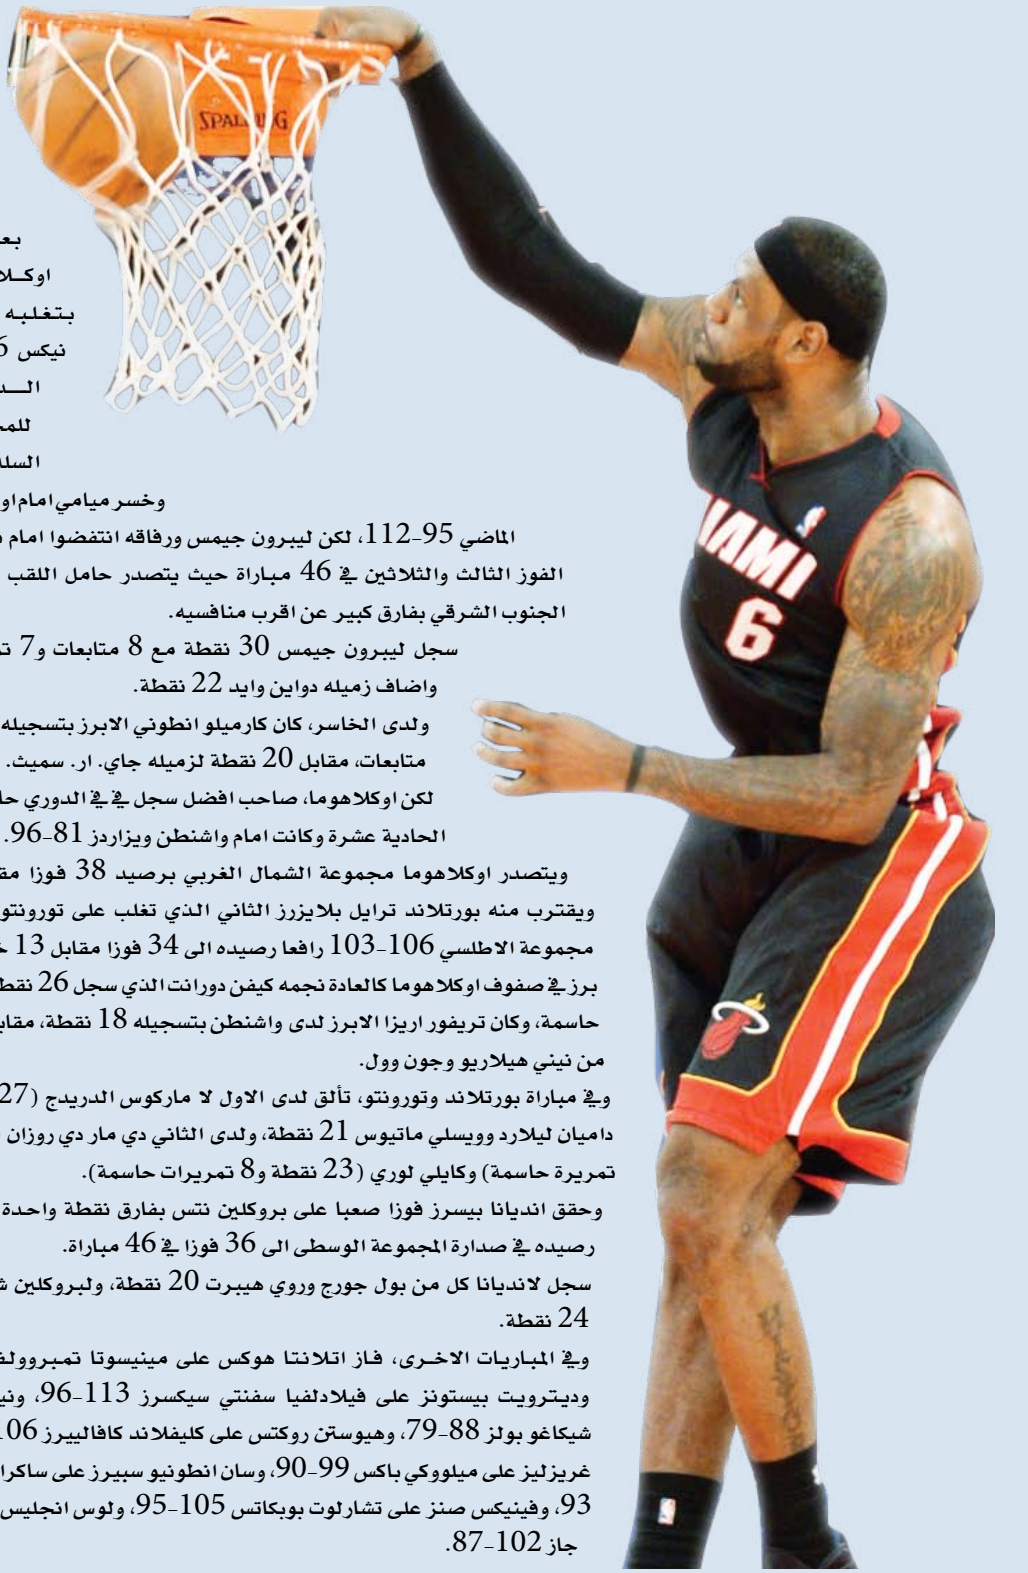 SPALDING
بعد
اوكلا
بتغلبه
نيكس
الـد
للمج
السلة
وخسر ميامي امام او
الماضي 95-112، لكن ليبرون جيمس ورفاقه انتفضوا امام
الفوز الثالث والثلاثين في 46 مباراة حيث يتصدر حامل اللقب
الجنوب الشرقي بفارق كبير عن اقرب منافسيه.
سجل ليبرون جيمس 30 نقطة مع 8 متابعات و7
واضاف زميله دواين وايد 22 نقطة.
ولدى الخاسر، كان كارميلو انطوني الابرز بتسجيله
متابعات، مقابل 20 نقطة لزميله جاي. ار. سميث.
لكن اوكلاهوما، صاحب افضل سجل في في الدوري
الحادية عشرة وكانت امام واشنطن ويزاردز 81-96.
ويتصدر اوكلاهوما مجموعة الشمال الغربي برصيد 38 فوزا
ويقترب منه بورتلاند ترايل بلايزرز الثاني الذي تغلب على تورونتو
مجموعة الاطلسي 106-103 رافعا رصيده الى 34 فوزا مقابل 13
برز في صفوف اوكلاهوما كالعادة نجمه كيفن دورانت الذي سجل 26
حاسمة، وكان تريفور اريزا الابرز لدى واشنطن بتسجيله 18 نقطة،
من نيني هيلاريو وجون وول.
وفي مباراة بورتلاند وتورونتو، تألق لدى الاول لا ماركوس الدريدج (27
داميان ليلارد وويسلي ماتيوس 21 نقطة، ولدى الثاني دي مار دي روزان
تمريرة حاسمة) وكايلي لوري (23 نقطة و8 تمريرات حاسمة).
وحقق انديانا بيسرز فوزا صعبا على بروكلين نتس بفارق نقطة واحدة
رصيده في صدارة المجموعة الوسطى الى 36 فوزا في 46 مباراة.
سجل لانديانا كل من بول جورج وروي هيبرت 20 نقطة، ولبروكلين
24 نقطة.
وفي المباريات الاخرى، فاز اتلانتا هوكس على مينيسوتا تمبروولف
وديترويت بيستونز على فيلادلفيا سفنتي سيكسرز 113-96،
شيكاغو بولز 88-79، وهيوستن روكتس على كليفلاند كافالييرز 106
غريزليز على ميلووكي باكس 99-90، وسان انطونيو سبيرز على ساكرا
93، وفينيكس صنز على تشارلوت بوبكاتس 105-95، ولوس انجليس
جاز 102-87.
IAMI
6